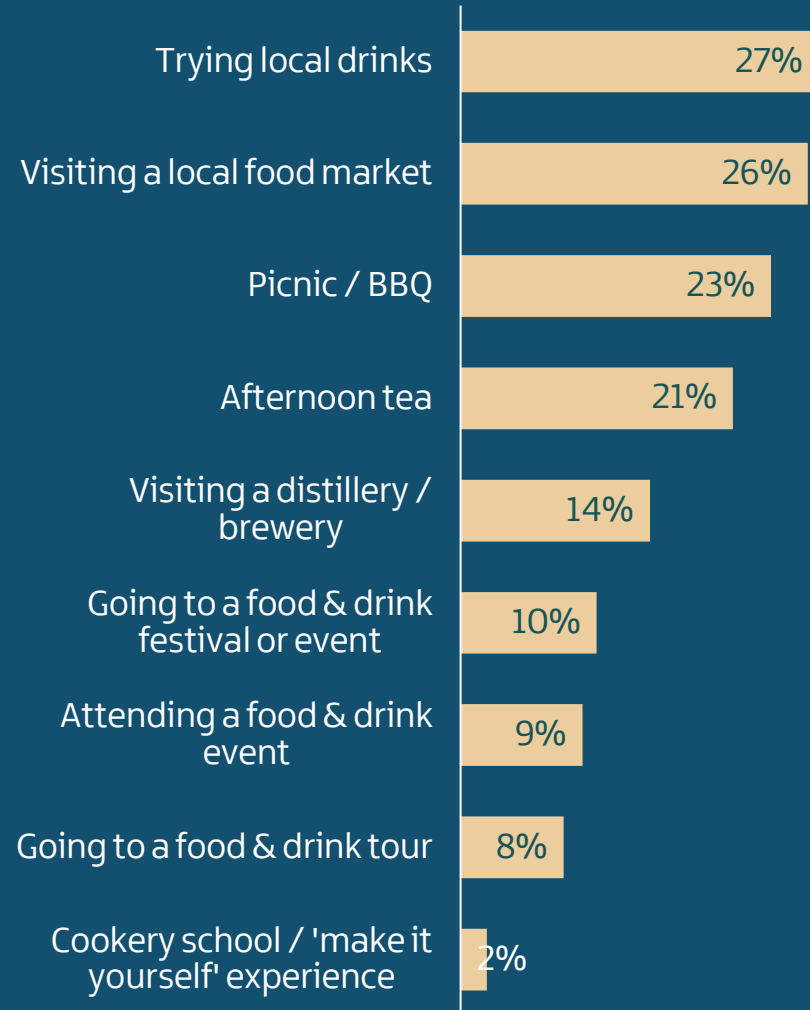 Trying local drinks 27%
Visiting a local food market 26%
Picnic / BBQ 23%
Afternoon tea 21%
Visiting a distillery /
brewery 14%
Going to a food & drink
festival or event 10%
Attending a food & drink
event 9%
Going to a food & drink tour 8%
Cookery school / 'make it
yourself' experience 2%